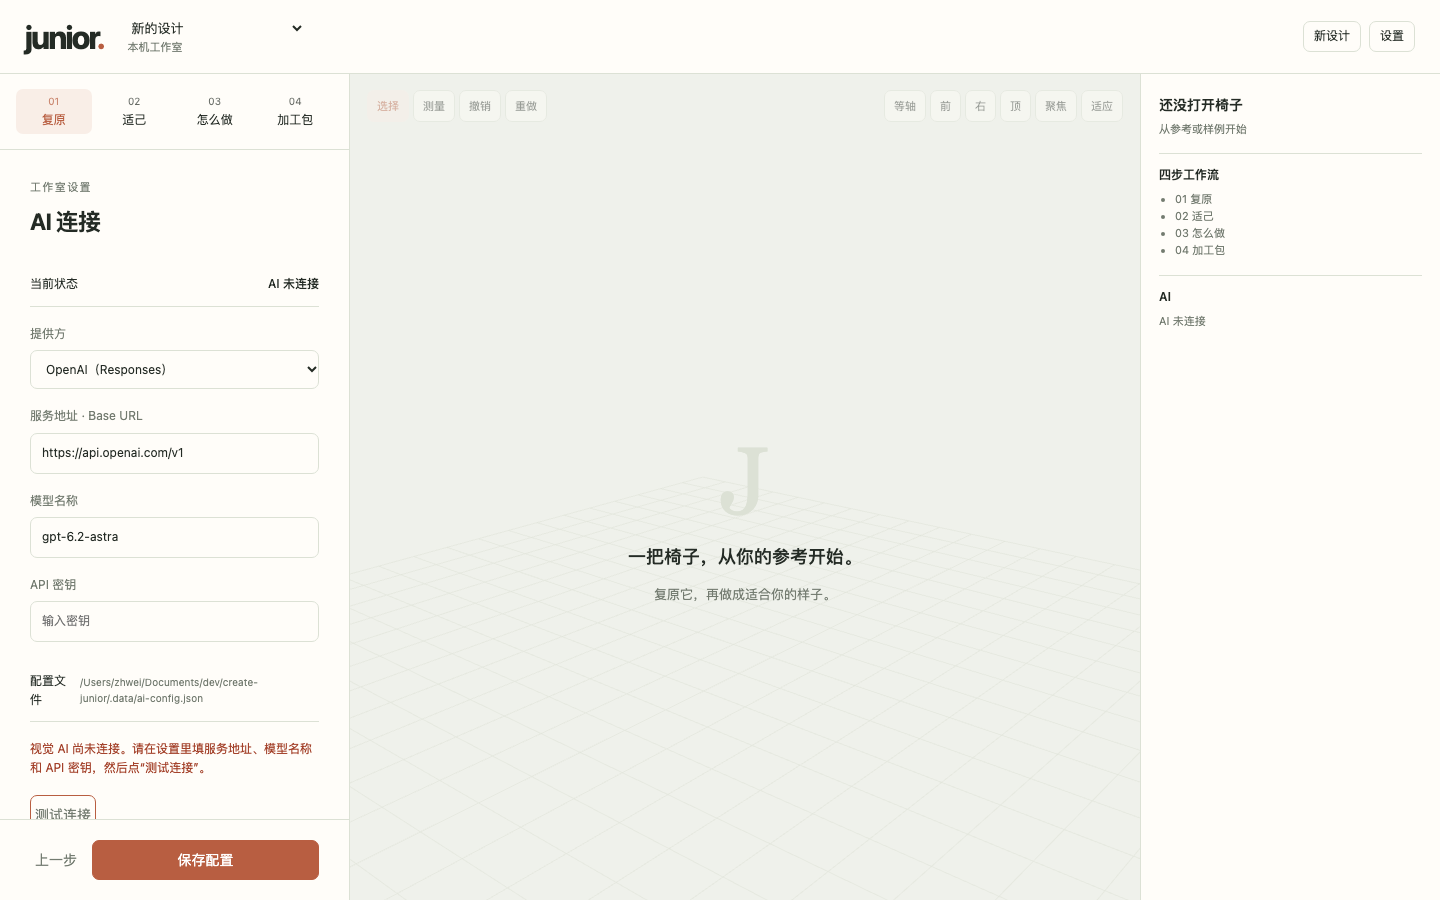 junior.
新的设计
本机工作室
新设计
设置
01
复原
02
适己
03
怎么做
04
加工包
工作室设置
AI 连接
当前状态
AI 未连接
提供方
OpenAI（Responses）
服务地址 · Base URL
https://api.openai.com/v1
模型名称
gpt-6.2-astra
API 密钥
输入密钥
配置文件
/Users/zhwei/Documents/dev/create-
junior/.data/ai-config.json
视觉 AI 尚未连接。请在设置里填服务地址、模型名称
和 API 密钥，然后点“测试连接”。
测试连接
上一步
保存配置
选择
测量
撤销
重做
等轴
前
右
顶
聚焦
适应
J
一把椅子，从你的参考开始。
复原它，再做成适合你的样子。
还没打开椅子
从参考或样例开始
四步工作流
01 复原
02 适己
03 怎么做
04 加工包
AI
AI 未连接